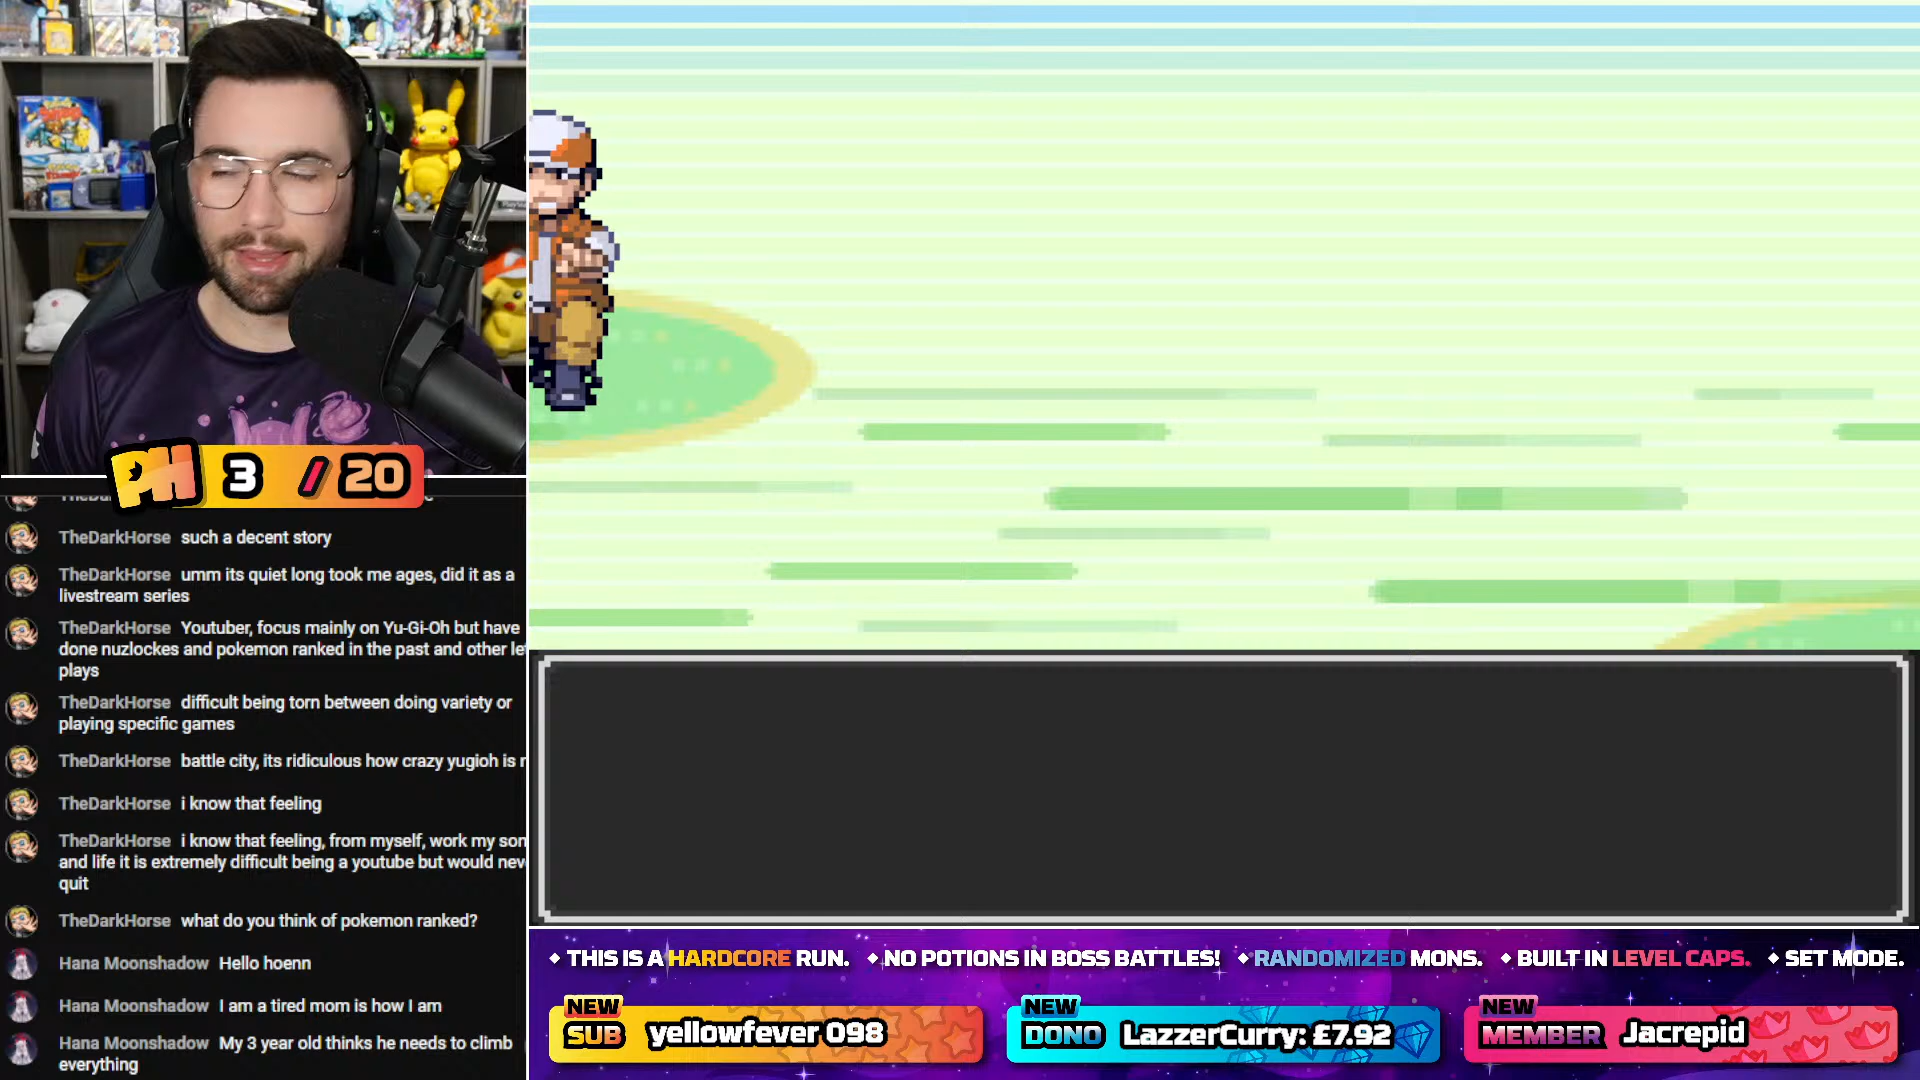 PH 3 / 20
TheDarkHorse such a decent story
TheDarkHorse umm its quiet long took me ages, did it as a
livestream series
TheDarkHorse Youtuber, focus mainly on Yu-Gi-Oh but have
done nuzlockes and pokemon ranked in the past and other
plays
TheDarkHorse difficult being torn between doing variety or
playing specific games
TheDarkHorse battle city, its ridiculous how crazy yugioh is
TheDarkHorse i know that feeling
TheDarkHorse i know that feeling, from myself, work my
and life it is extremely difficult being a youtube but would
quit
TheDarkHorse what do you think of pokemon ranked?
Hana Moonshadow Hello hoenn
Hana Moonshadow I am a tired mom is how I am
Hana Moonshadow My 3 year old thinks he needs to climb
everything
THIS IS A HARDCORE RUN. NO POTIONS IN BOSS BATTLES! RANDOMIZED MONS. BUILT IN LEVEL CAPS. SET MODE.
NEW SUB yellowfever 098
NEW DONO LazzerCurry: £7.92
NEW MEMBER Jacrepid